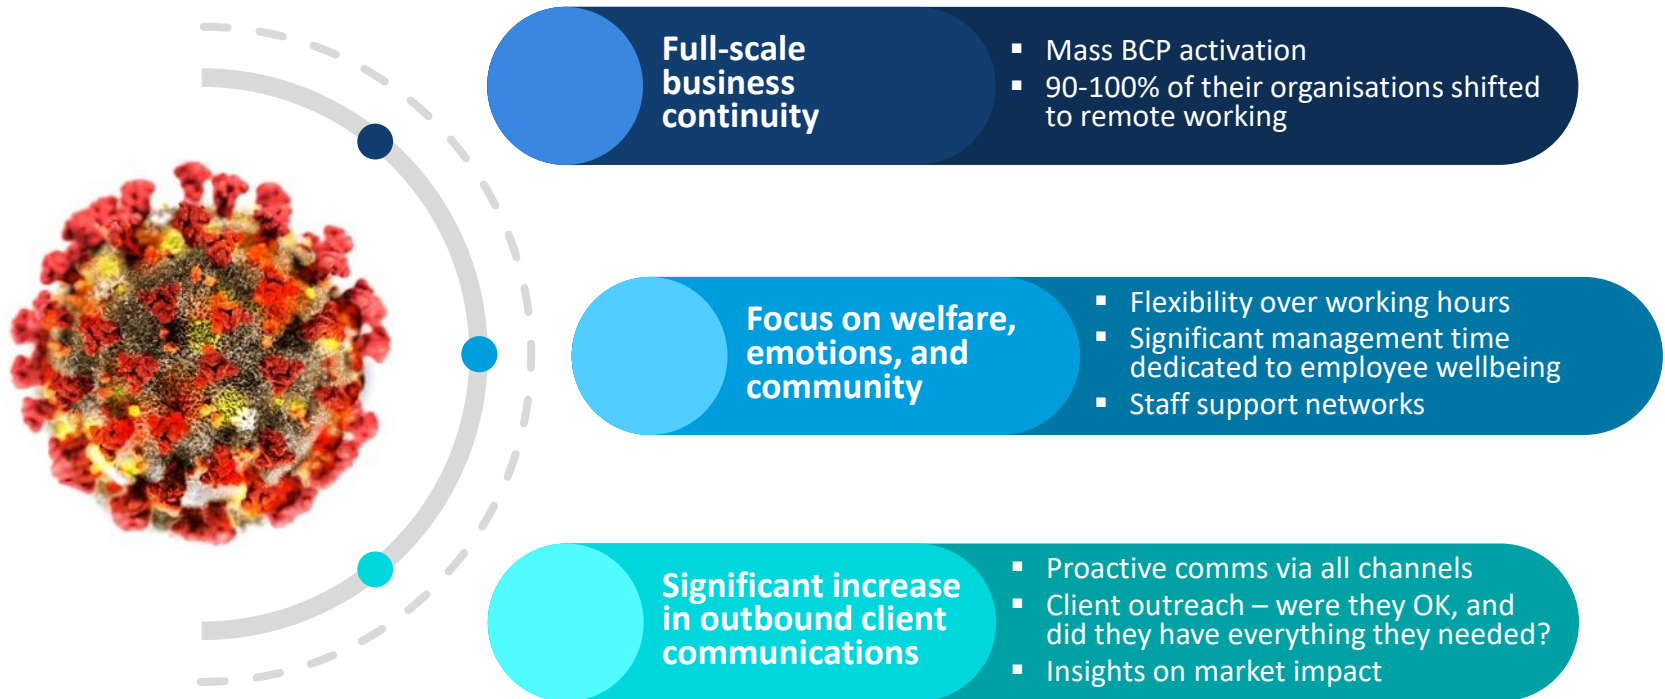 Full-scale
business
continuity
▪ Mass BCP activation
▪ 90-100% of their organisations shifted
to remote working
Focus on welfare,
emotions, and
community
▪ Flexibility over working hours
▪ Significant management time
dedicated to employee wellbeing
▪ Staff support networks
Significant increase
in outbound client
communications
▪ Proactive comms via all channels
▪ Client outreach – were they OK, and
did they have everything they needed?
▪ Insights on market impact